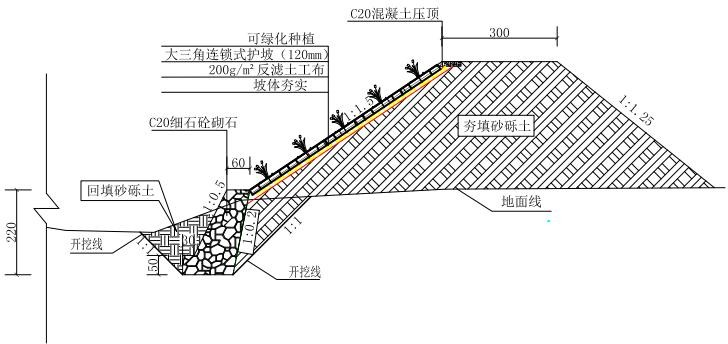 C20混凝土压顶
300
可绿化种植
大三角连锁式护坡（120mm）
200g/m²反滤土工布
坡体夯实
1:1.5
1:1.25
夯填砂砾土
C20细石砼砌石
60
1:0.5
回填砂砾土
地面线
220
开挖线
1:0.2
1:1
30
50
开挖线